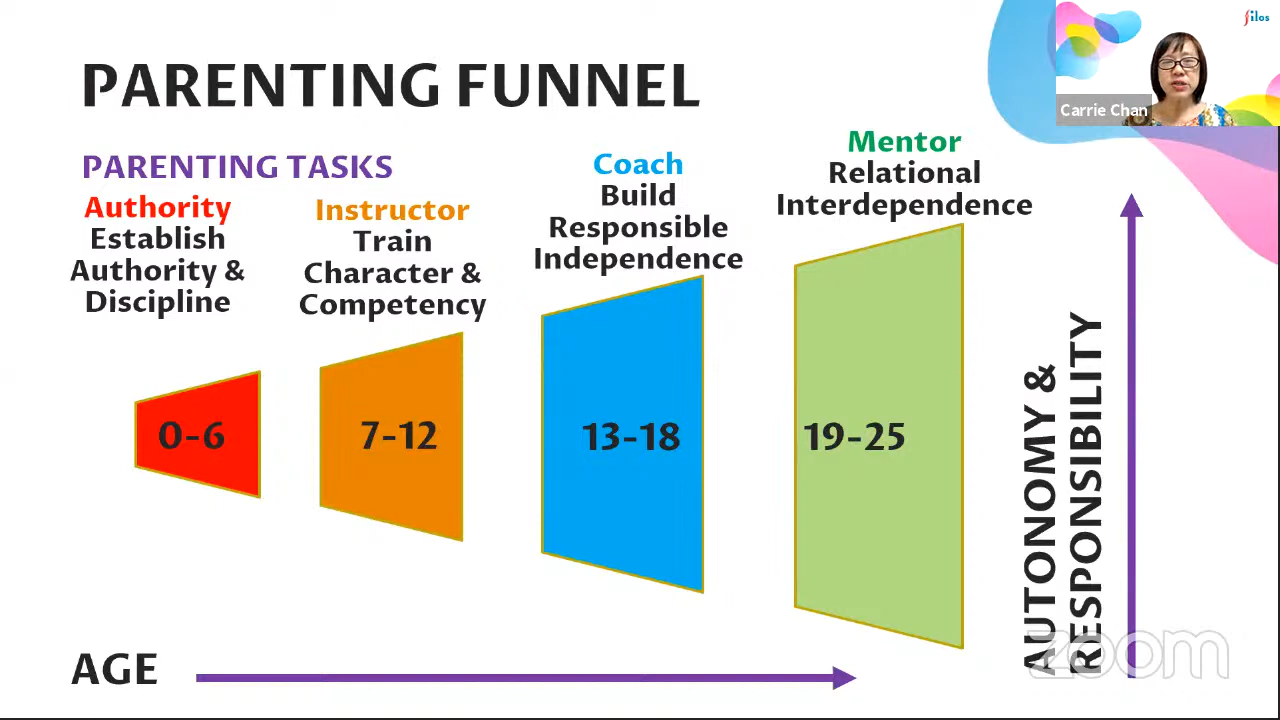 Silos
PARENTING FUNNEL
Carrie Chan
PARENTING TASKS
Authority
Establish
Authority &
Discipline
Instructor
Train
Character &
Competency
Coach
Build
Responsible
Independence
Mentor
Relational
Interdependence
0-6
7-12
13-18
19-25
AUTONOMY &
RESPONSIBILITY
AGE
zoom